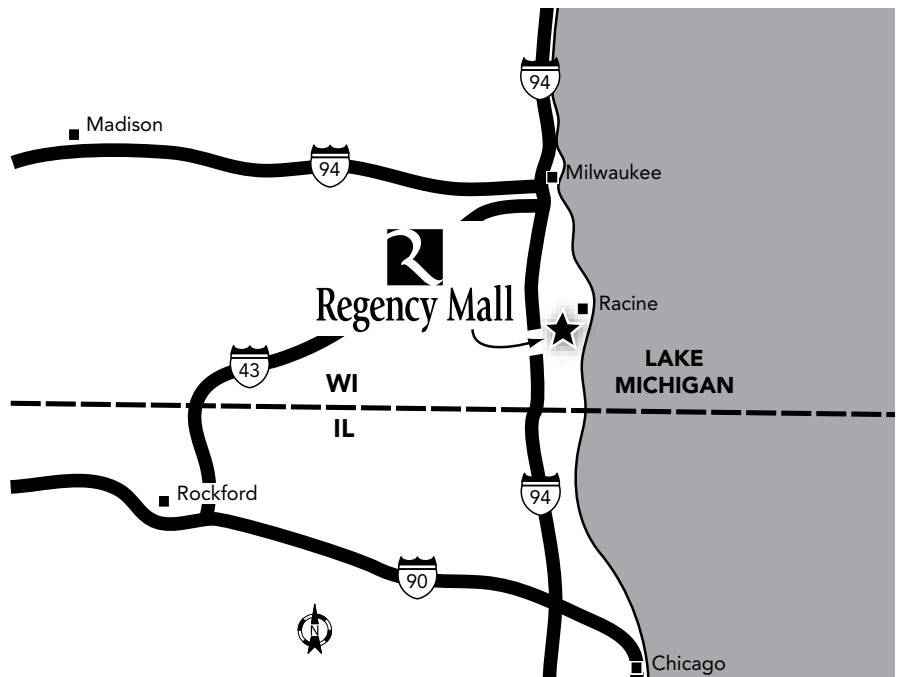 94
Madison
94
Milwaukee
R
Regency Mall
Racine
LAKE
MICHIGAN
43
WI
IL
94
Rockford
90
N
Chicago